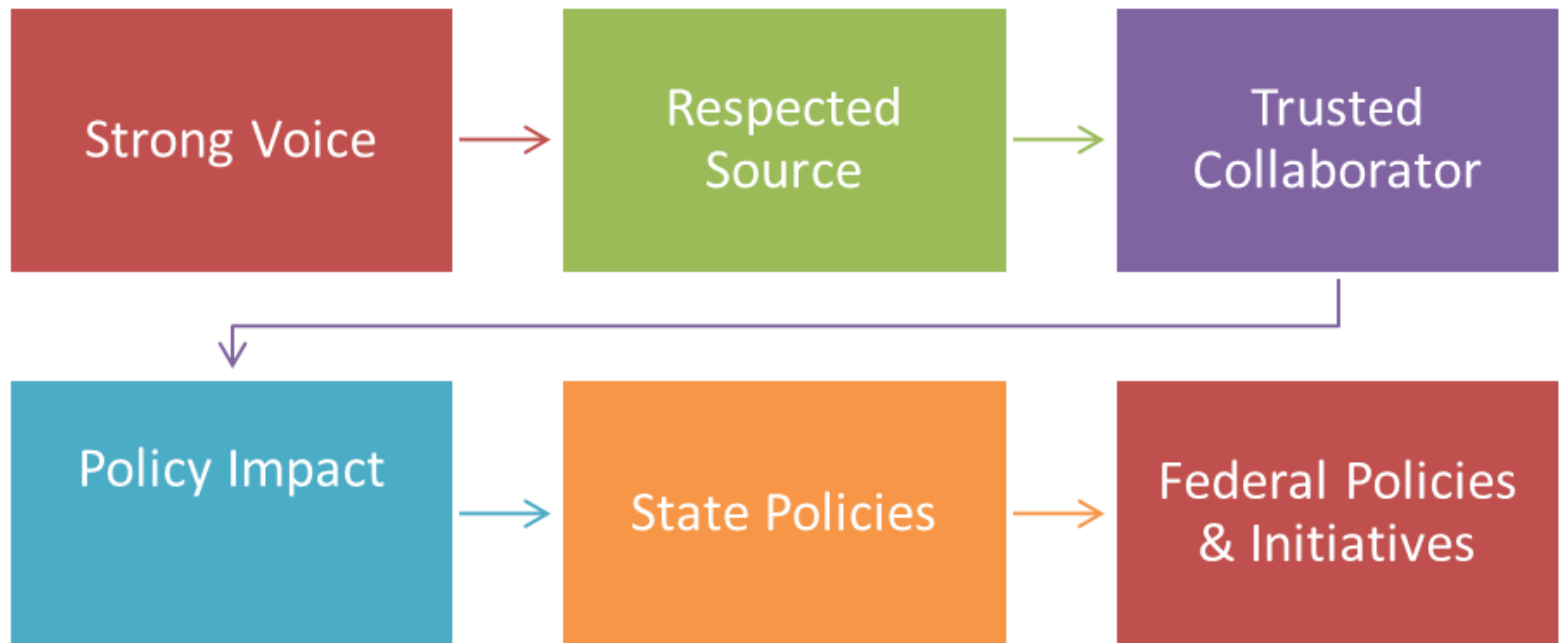 Strong Voice
Respected
Source
Trusted
Collaborator
Policy Impact
State Policies
Federal Policies
& Initiatives